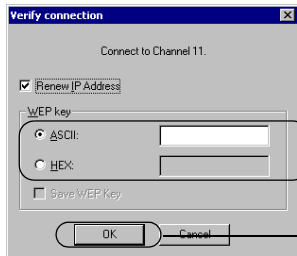 Verify connection
Connect to Channel 11.
Renew IP Address
WEP key
ASCII:
HEX:
Save WEP Key
OK Cancel